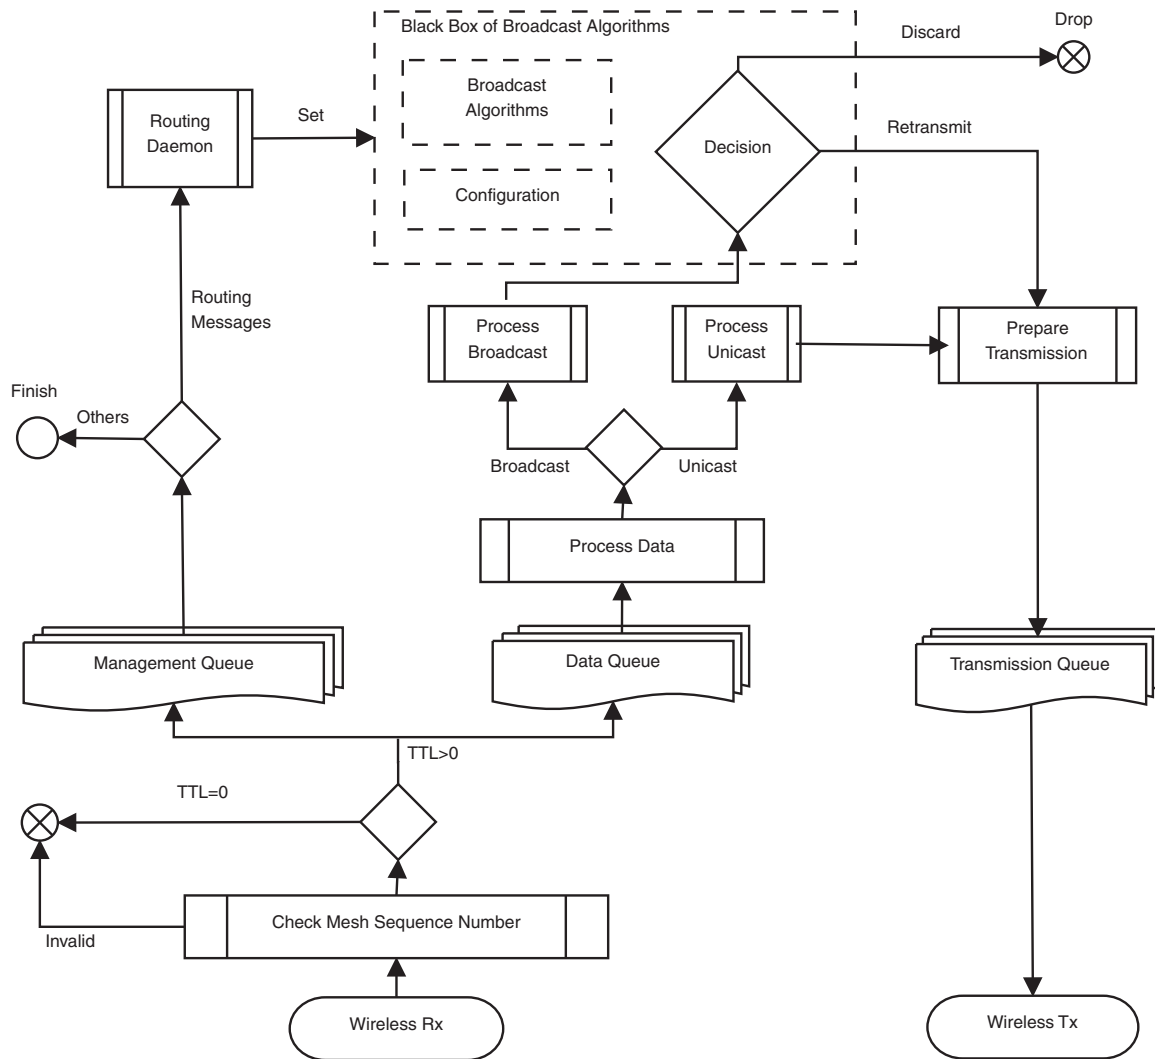 Black Box of Broadcast Algorithms
Drop
Discard
Broadcast
Algorithms
Routing
Daemon
Set
Retransmit
Decision
Configuration
Routing
Messages
Process
Broadcast
Process
Unicast
Prepare
Transmission
Finish
Others
Broadcast
Unicast
Process Data
Management Queue
Data Queue
Transmission Queue
TTL>0
TTL=0
Check Mesh Sequence Number
Invalid
Wireless Rx
Wireless Tx